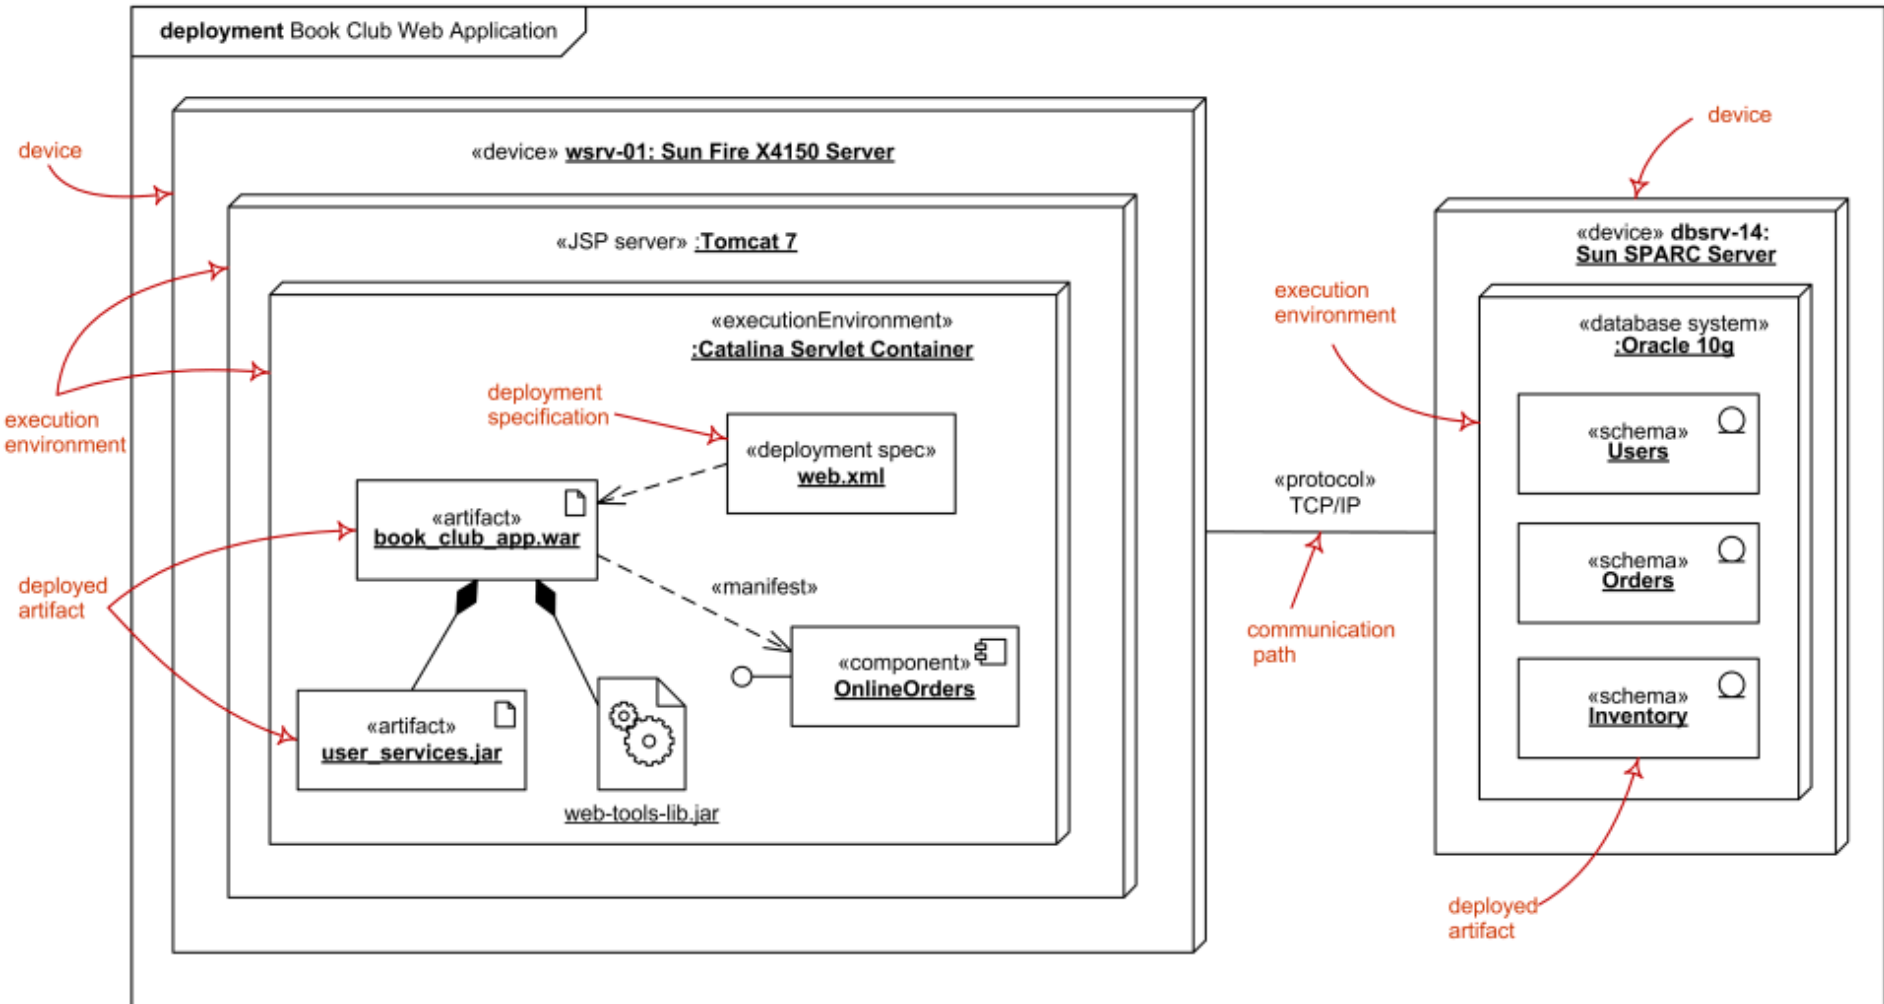 deployment Book Club Web Application
device
«device» wsrv-01: Sun Fire X4150 Server
«JSP server» :Tomcat 7
«executionEnvironment»
:Catalina Servlet Container
execution
environment
deployment
specification
«deployment spec»
web.xml
«artifact»
book_club_app.war
«manifest»
deployed
artifact
«component»
OnlineOrders
«artifact»
user_services.jar
web-tools-lib.jar
«protocol»
TCP/IP
communication
path
device
«device» dbsrv-14:
Sun SPARC Server
execution
environment
«database system»
:Oracle 10g
«schema»
Users
«schema»
Orders
«schema»
Inventory
deployed
artifact